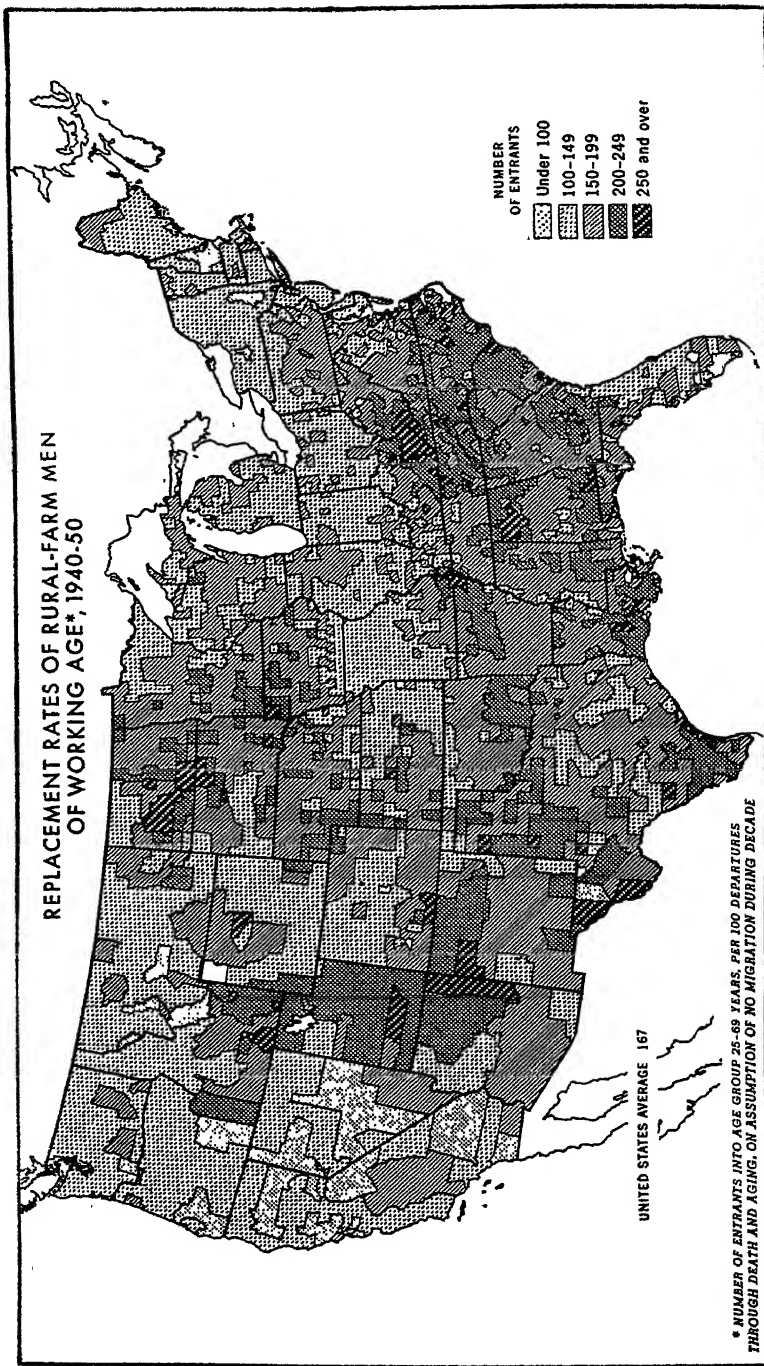 REPLACEMENT RATES OF RURAL-FARM MEN
OF WORKING AGE*, 1940-50
NUMBER
OF ENTRANTS
Under 100
100-149
150-199
200-249
250 and over
UNITED STATES AVERAGE 167
* NUMBER OF ENTRANTS INTO AGE GROUP 25-69 YEARS, PER 100 DEPARTURES
THROUGH DEATH AND AGING, ON ASSUMPTION OF NO MIGRATION DURING DECADE